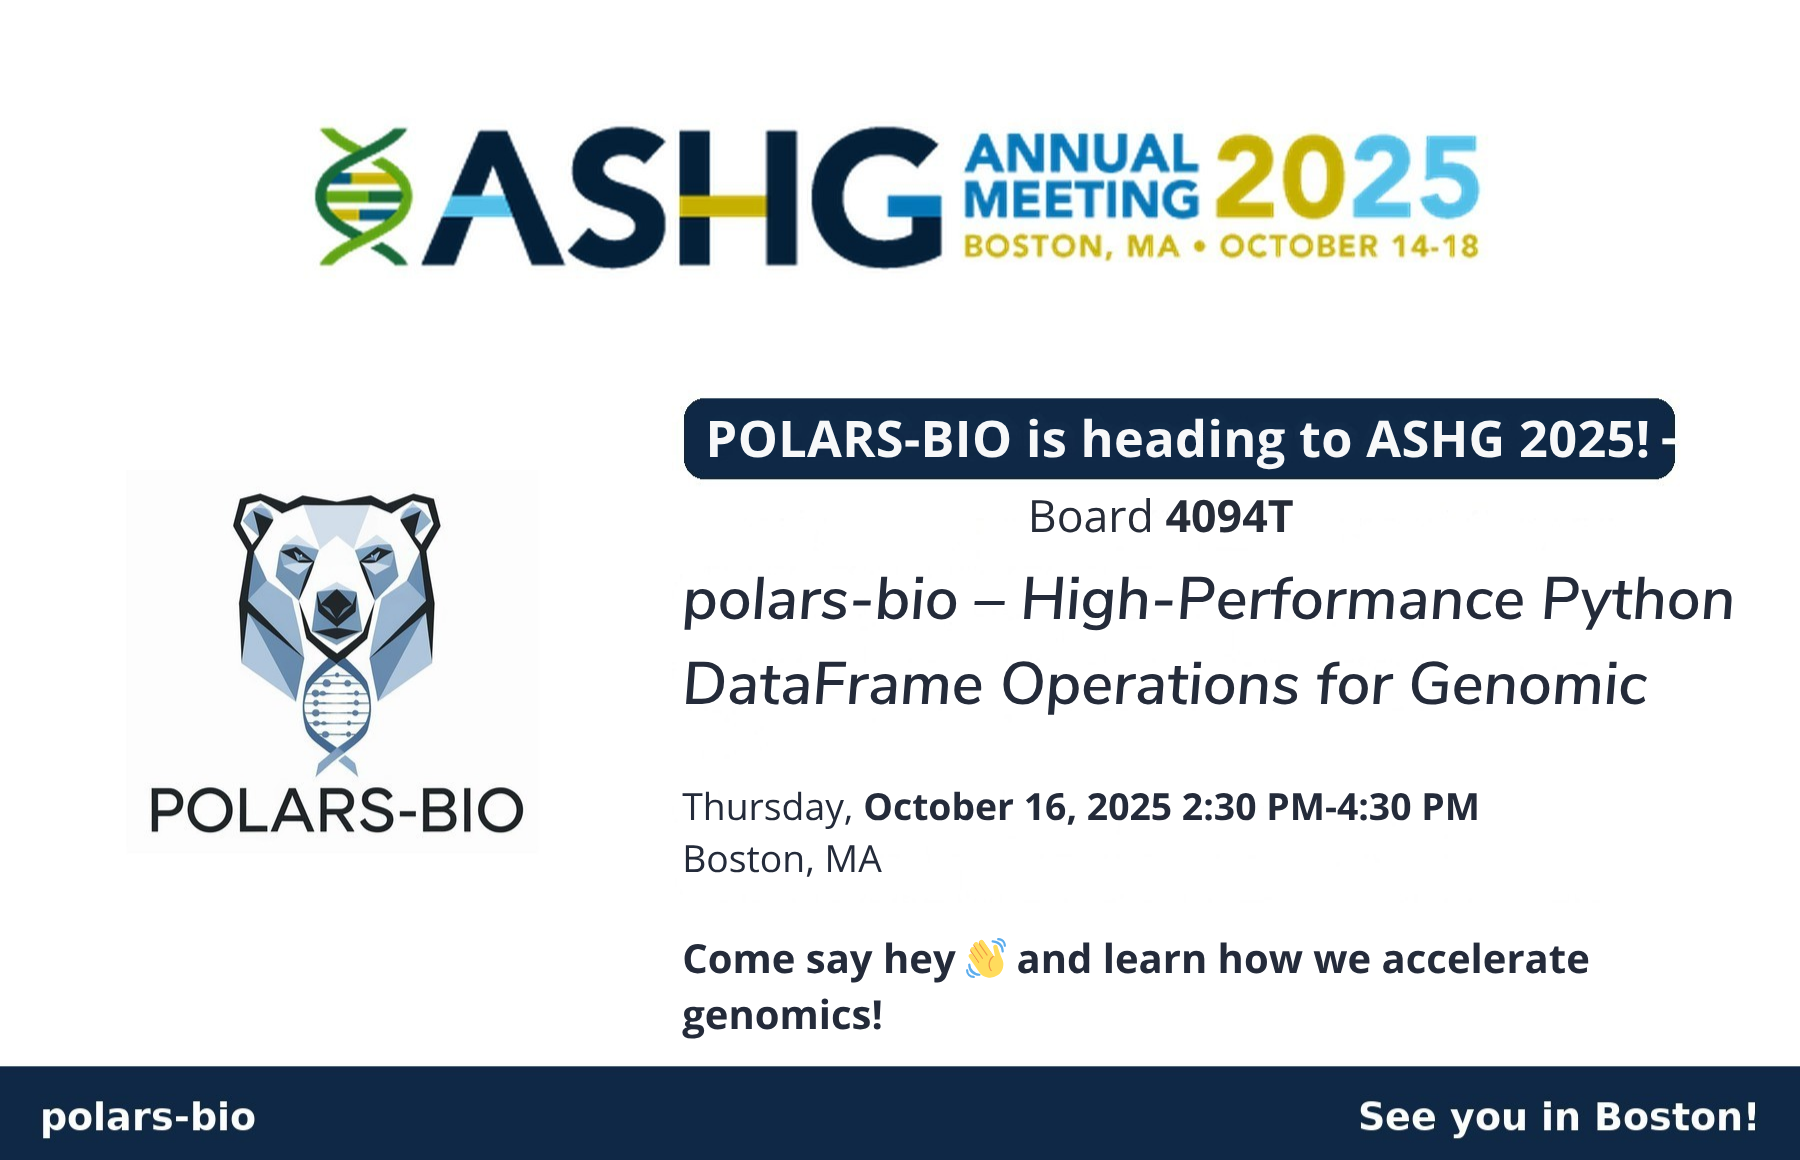 ASHG ANNUAL MEETING 2025
BOSTON, MA • OCTOBER 14-18
POLARS-BIO is heading to ASHG 2025! -
Board 4094T
polars-bio – High-Performance Python
DataFrame Operations for Genomic
POLARS-BIO
Thursday, October 16, 2025 2:30 PM-4:30 PM
Boston, MA
Come say hey 👋 and learn how we accelerate
genomics!
polars-bio
See you in Boston!